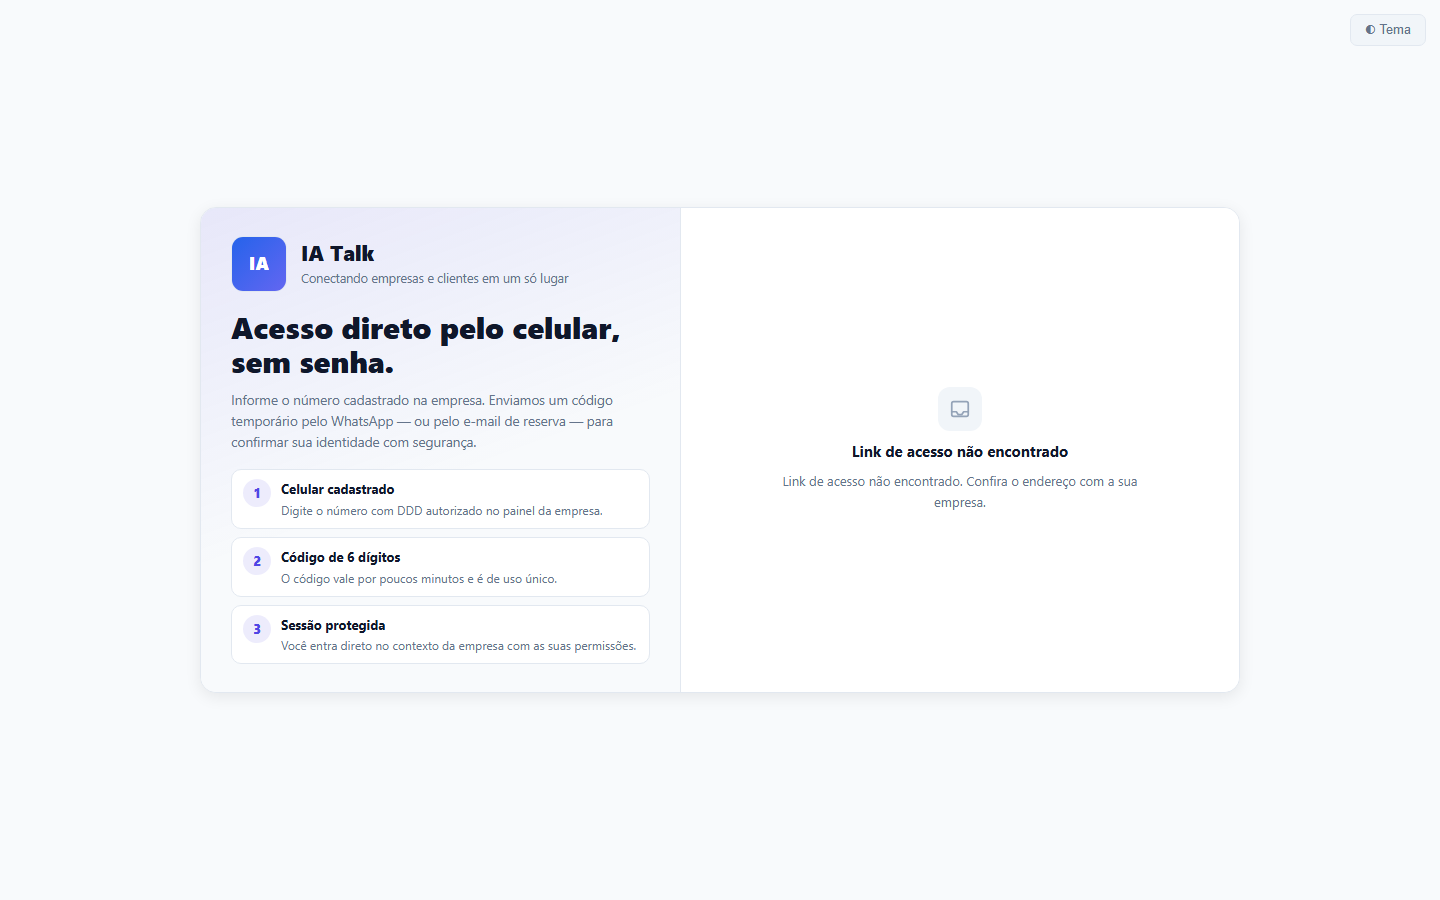 Tema
IA
IA Talk
Conectando empresas e clientes em um só lugar
Acesso direto pelo celular,
sem senha.
Informe o número cadastrado na empresa. Enviamos um código
temporário pelo WhatsApp — ou pelo e-mail de reserva — para
confirmar sua identidade com segurança.
1
Celular cadastrado
Digite o número com DDD autorizado no painel da empresa.
2
Código de 6 dígitos
O código vale por poucos minutos e é de uso único.
3
Sessão protegida
Você entra direto no contexto da empresa com as suas permissões.
Link de acesso não encontrado
Link de acesso não encontrado. Confira o endereço com a sua
empresa.